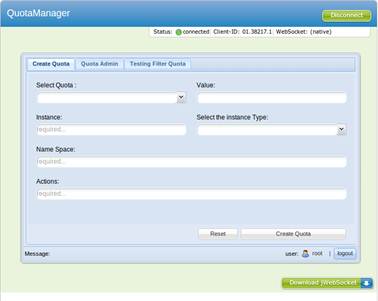 QuotaManager
Disconnect
Status: connected Client-ID: 01.38217.1 WebSocket: (native)
Create Quota Quota Admin Testing Filter Quota
Select Quota : Value:
Instance: Select the instance Type:
required...
Name Space:
required...
Actions:
required...
Reset Create Quota
Message: user: root | logout
Download jWebSocket